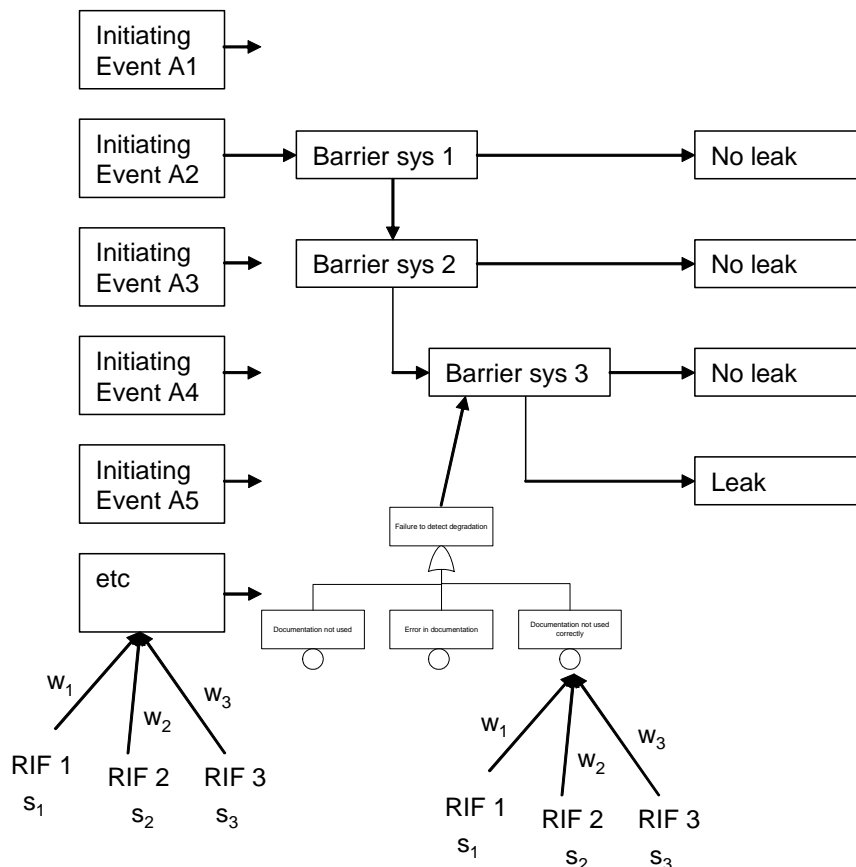 Initiating
Event A1
Initiating
Event A2
Barrier sys 1
No leak
Initiating
Event A3
Barrier sys 2
No leak
Initiating
Event A4
Barrier sys 3
No leak
Initiating
Event A5
Leak
Failure to detect degradation
etc
Documentation not used
Error in documentation
Documentation not used
correctly
w1
w2
w3
RIF 1
s1
RIF 2
s2
RIF 3
s3
w1
w2
w3
RIF 1
s1
RIF 2
s2
RIF 3
s3